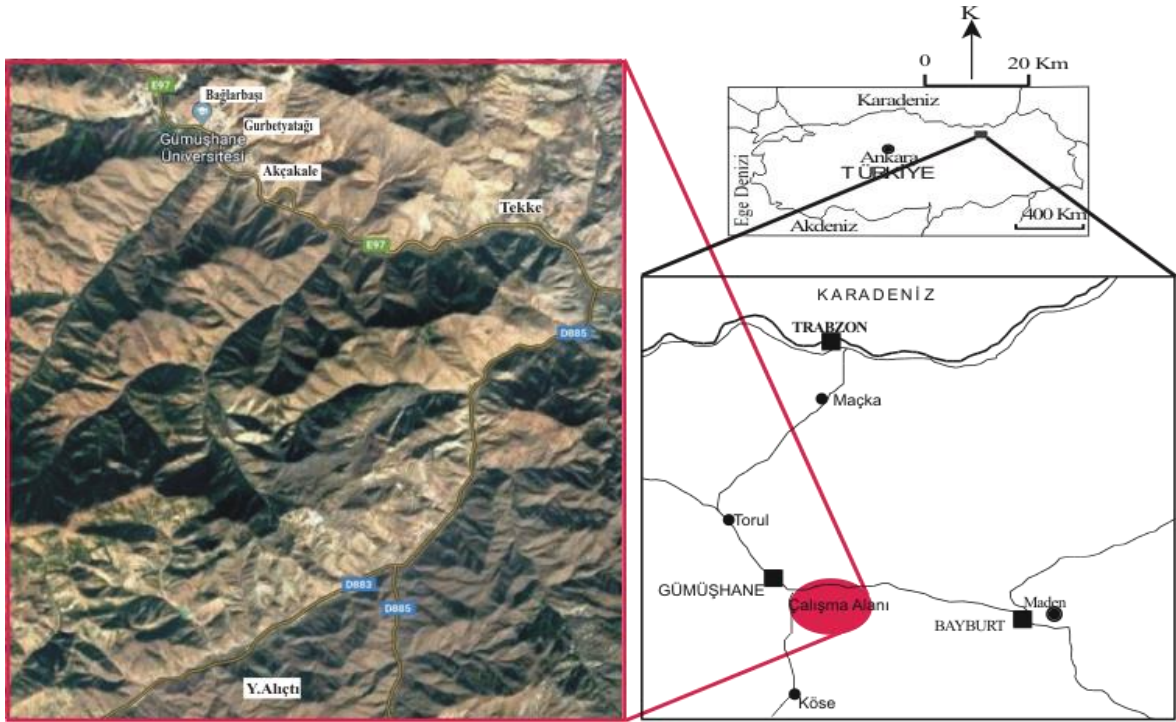 E97
Bağlarbaşı
Gurbetyatağı
Gümüşhane
Üniversitesi
Akçakale
Tekke
E97
D885
D883
D885
Y.Alıçtı
K
0 20 Km
Karadeniz
Ankara
TÜRKİYE
Ege Denizi
Akdeniz
400 Km
KARADENİZ
TRABZON
Maçka
Torul
GÜMÜŞHANE
Çalışma Alanı
Maden
BAYBURT
Köse